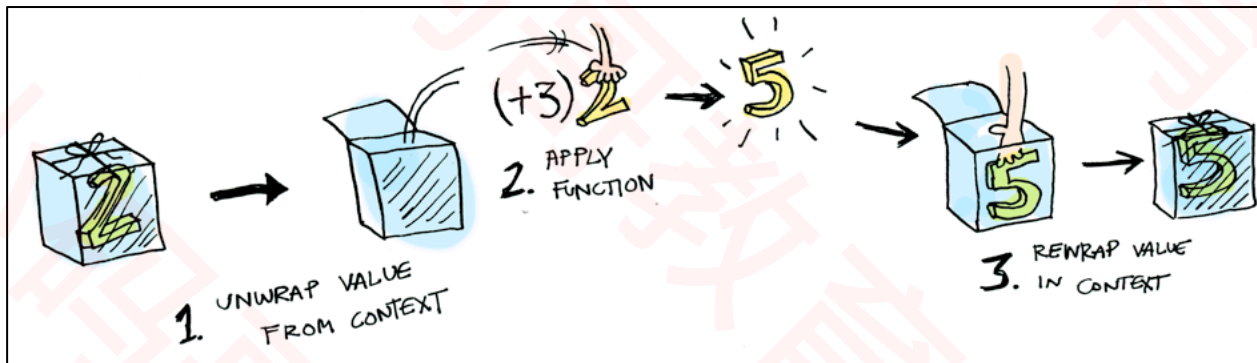 2
1. UNWRAP VALUE
FROM CONTEXT
(+3) 2
2. APPLY
FUNCTION
5
5
3. REWRAP VALUE
IN CONTEXT
5